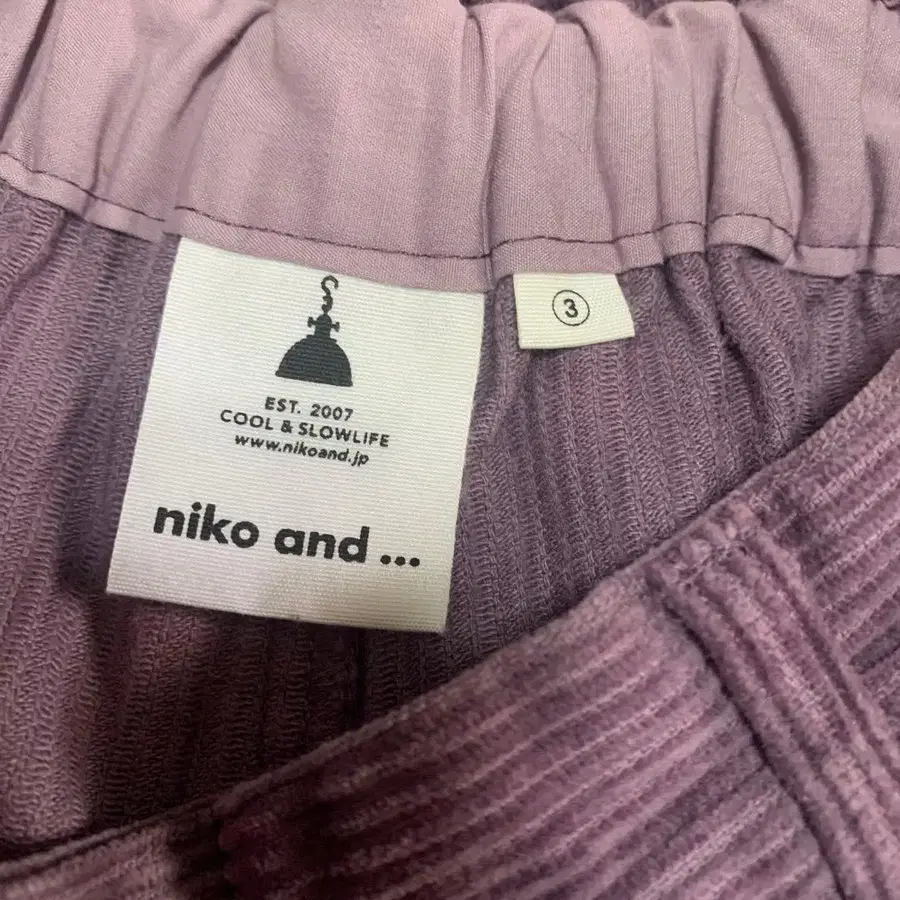 EST. 2007
COOL & SLOWLIFE
www.nikoand.jp
niko and ...
3